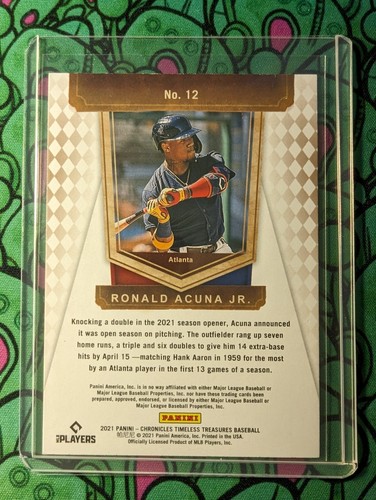 No. 12
Atlanta
RONALD ACUNA JR.
Knocking a double in the 2021 season opener, Acuna announced
it was open season on pitching. The outfielder rang up seven
homers, a triple and six doubles to give him 14 extra-base
hits by April 15 —matching Hank Aaron in 1959 for the most
by an Atlanta player in the first 13 games of a season.
Panini America, Inc. is in no way affiliated with either Major League Baseball or
Major League Baseball Properties, Inc. nor have these trading cards been
prepared, approved, endorsed, or licensed by either Major League Baseball or
Major League Baseball Properties, Inc.
PANINI
2021 PANINI - CHRONICLES TIMELESS TREASURES BASEBALL
© 2021 Panini America, Inc. Printed in the USA.
Officially Licensed Product of MLB Players, Inc.
PLAYERS